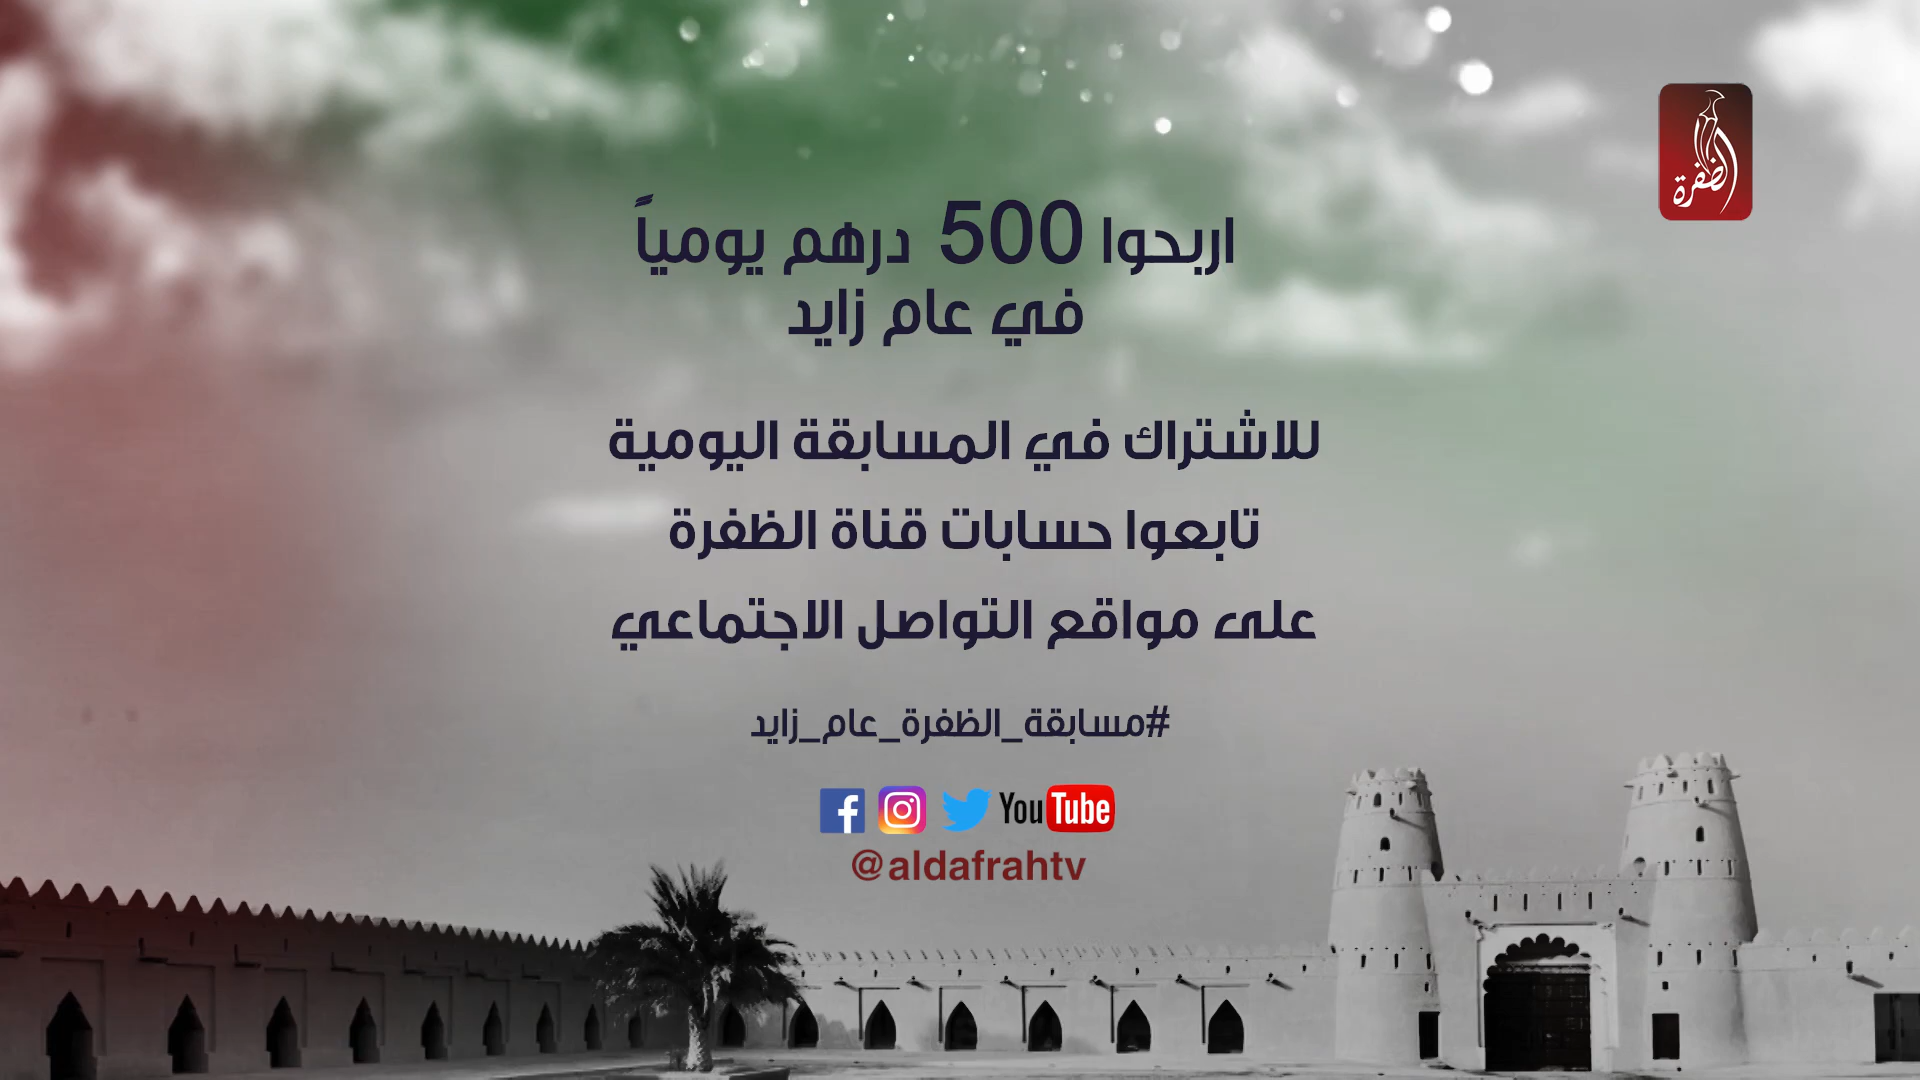 الظفرة
اربحوا 500 درهم يومياً
في عام زايد
للاشتراك في المسابقة اليومية
تابعوا حسابات قناة الظفرة
على مواقع التواصل الاجتماعي
#مسابقة_الظفرة_عام_زايد
f YouTube
@aldafrahtv